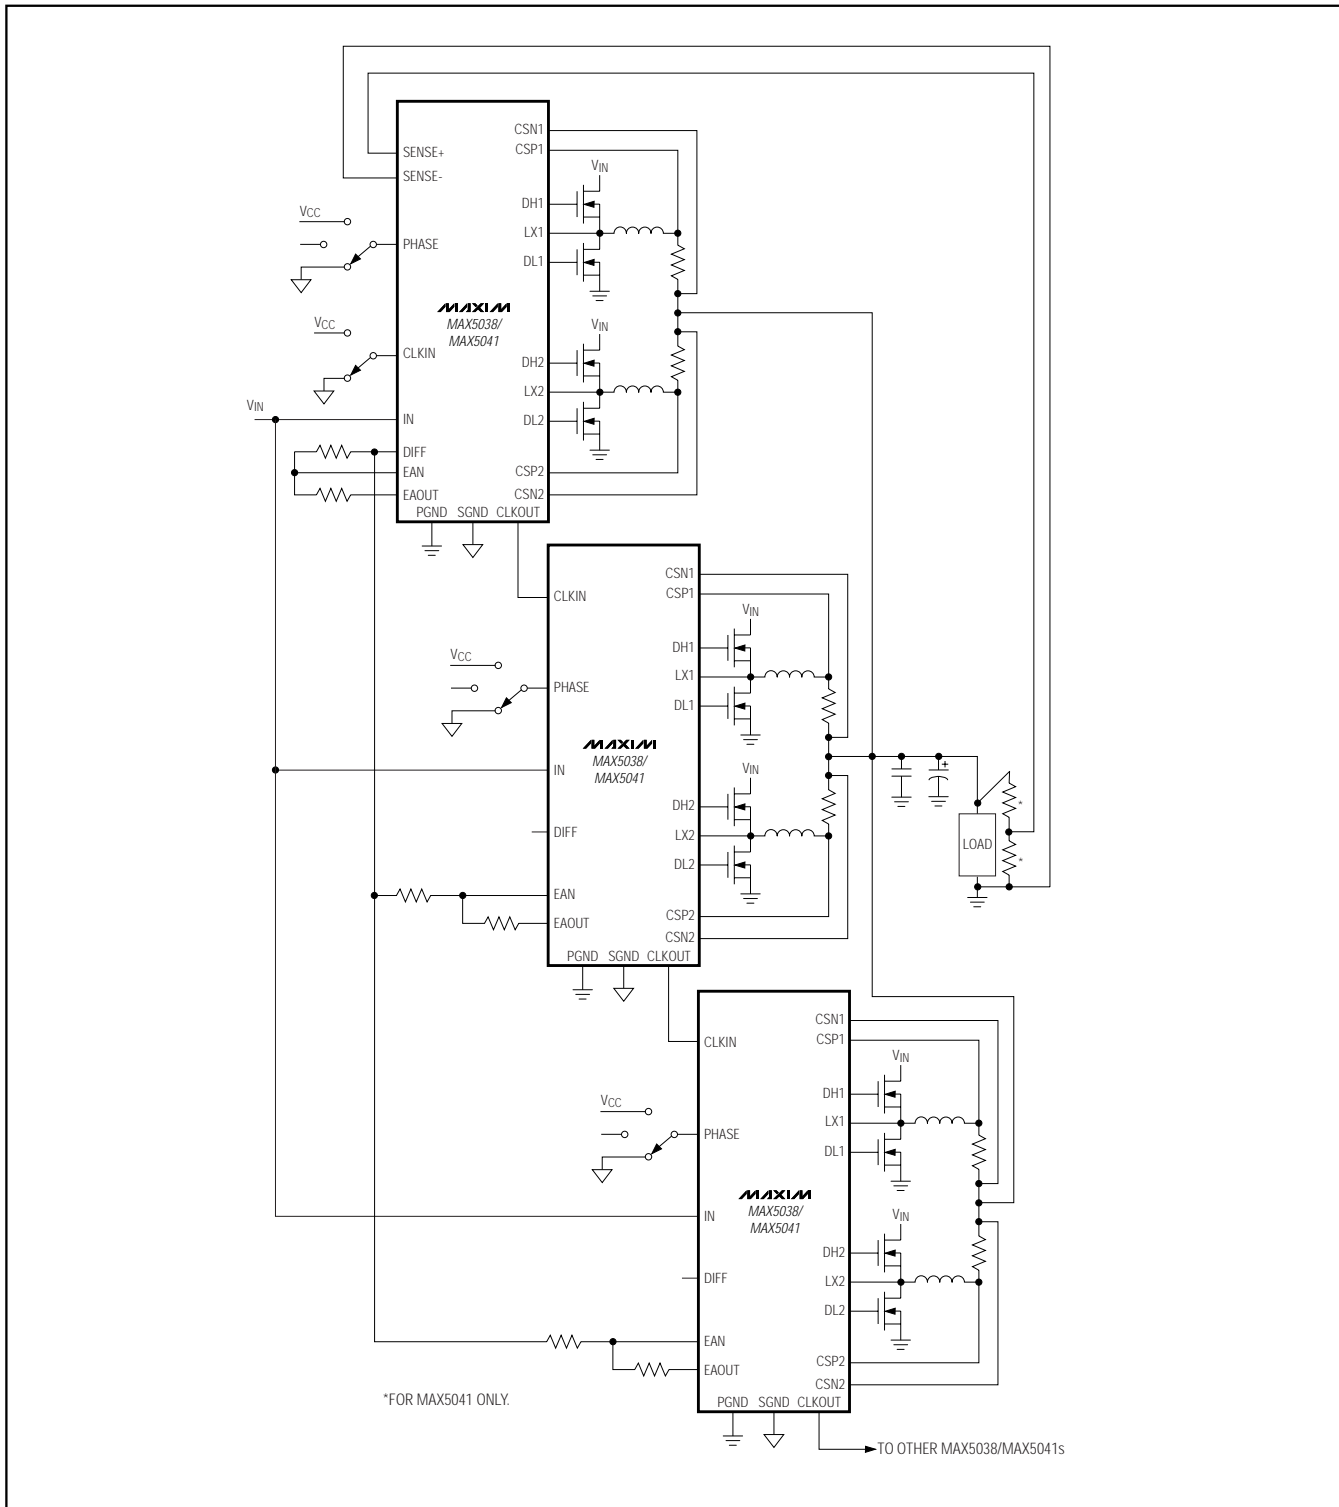 CSN1
CSP1
SENSE+
SENSE-
VIN
DH1
VCC
LX1
PHASE
DL1
MAXIM
MAX5038/
MAX5041
VCC
VIN
CLKIN
DH2
LX2
VIN
IN
DL2
DIFF
EAN
CSP2
EAOUT
CSN2
PGND SGND CLKOUT
CSN1
CSP1
CLKIN
VIN
DH1
VCC
LX1
PHASE
DL1
MAXIM
MAX5038/
MAX5041
IN
VIN
DH2
*
DIFF
LX2
LOAD
*
DL2
EAN
CSP2
EAOUT
CSN2
PGND SGND CLKOUT
CSN1
CSP1
CLKIN
VIN
DH1
VCC
LX1
PHASE
DL1
MAXIM
MAX5038/
MAX5041
IN
VIN
DH2
DIFF
LX2
DL2
EAN
CSP2
EAOUT
CSN2
*FOR MAX5041 ONLY.
PGND SGND CLKOUT
TO OTHER MAX5038/MAX5041s